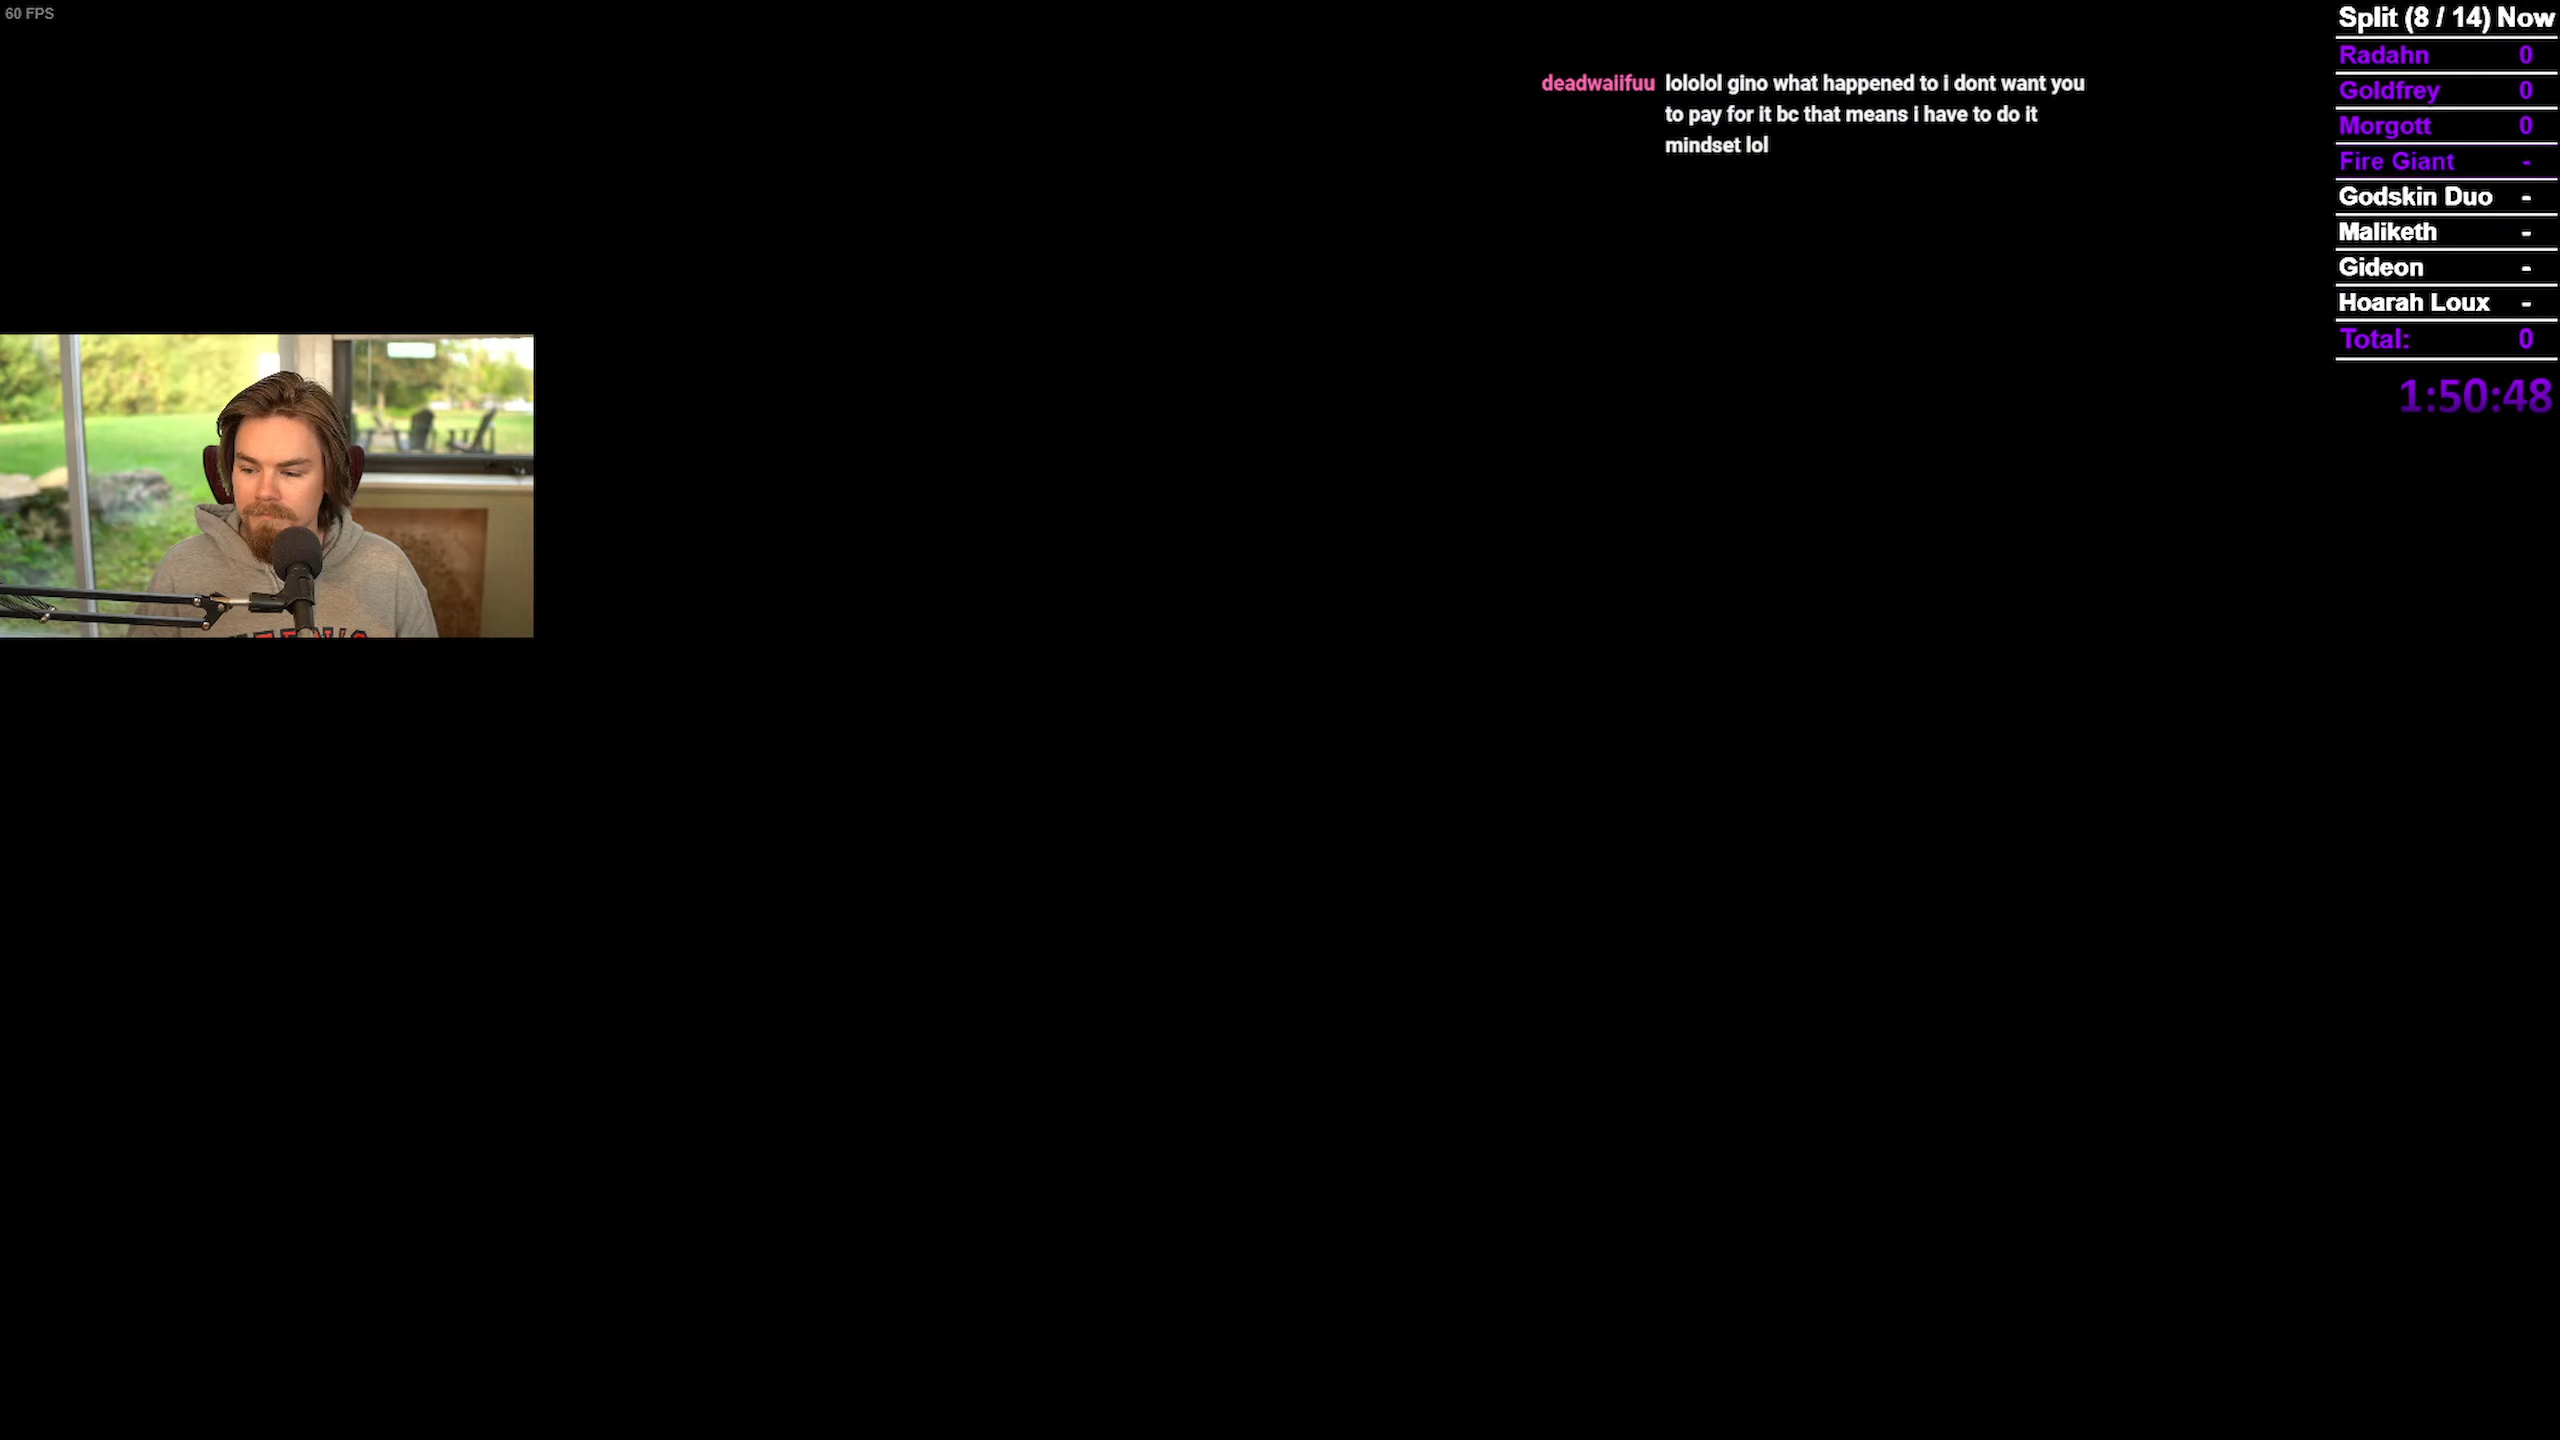 60 FPS
deadwaiifuu lololol gino what happened to i dont want you
to pay for it bc that means i have to do it
mindset lol
Split (8 / 14) Now
Radahn 0
Goldfrey 0
Morgott 0
Fire Giant -
Godskin Duo -
Maliketh -
Gideon -
Hoarah Loux -
Total: 0
1:50:48